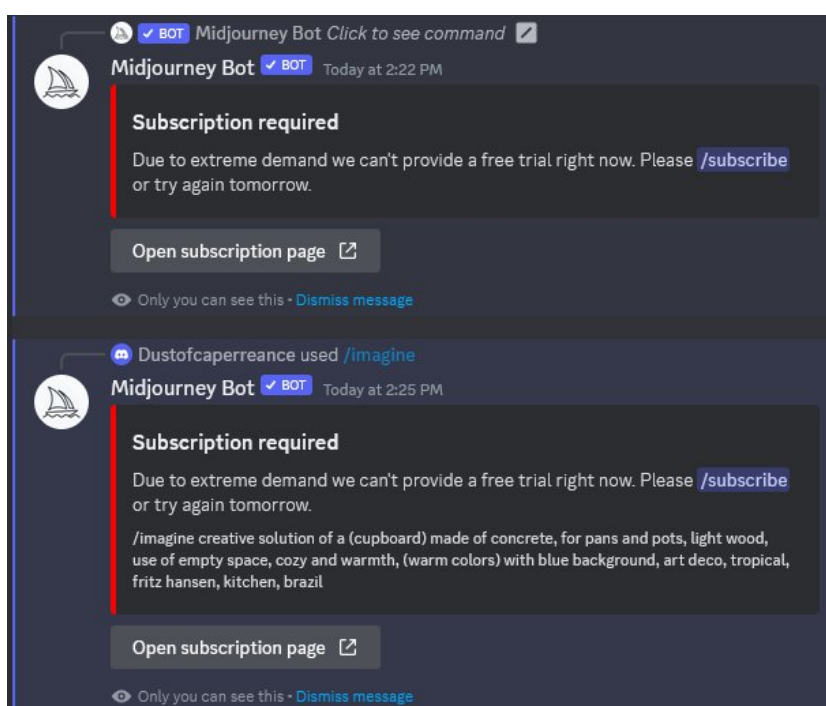 ✓ BOT Midjourney Bot Click to see command
Midjourney Bot ✓ BOT Today at 2:22 PM
Subscription required
Due to extreme demand we can't provide a free trial right now. Please /subscribe
or try again tomorrow.
Open subscription page
Only you can see this • Dismiss message
Dustofcaperreance used /imagine
Midjourney Bot ✓ BOT Today at 2:25 PM
Subscription required
Due to extreme demand we can't provide a free trial right now. Please /subscribe
or try again tomorrow.
/imagine creative solution of a (cupboard) made of concrete, for pans and pots, light wood,
use of empty space, cozy and warmth, (warm colors) with blue background, art deco, tropical,
fritz hansen, kitchen, brazil
Open subscription page
Only you can see this • Dismiss message